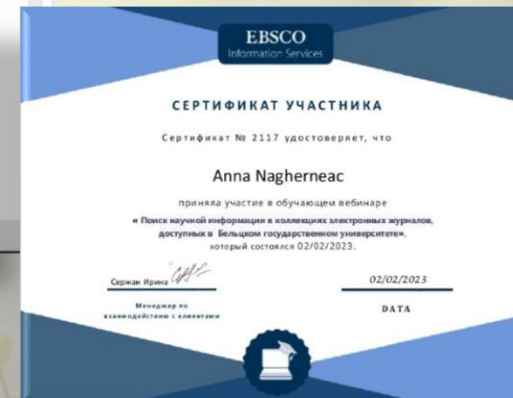 EBSCO
Information Services
СЕРТИФИКАТ УЧАСТНИКА
Сертификат № 2117 удостоверяет, что
Anna Nagherneac
приняла участие в обучающем вебинаре
« Поиск научной информации в коллекциях электронных журналов,
доступных в Бельцком государственном университете».
который состоялся 02/02/2023.
Сержан Ирина
02/02/2023
Менеджер по
взаимодействию с клиентами
DATA